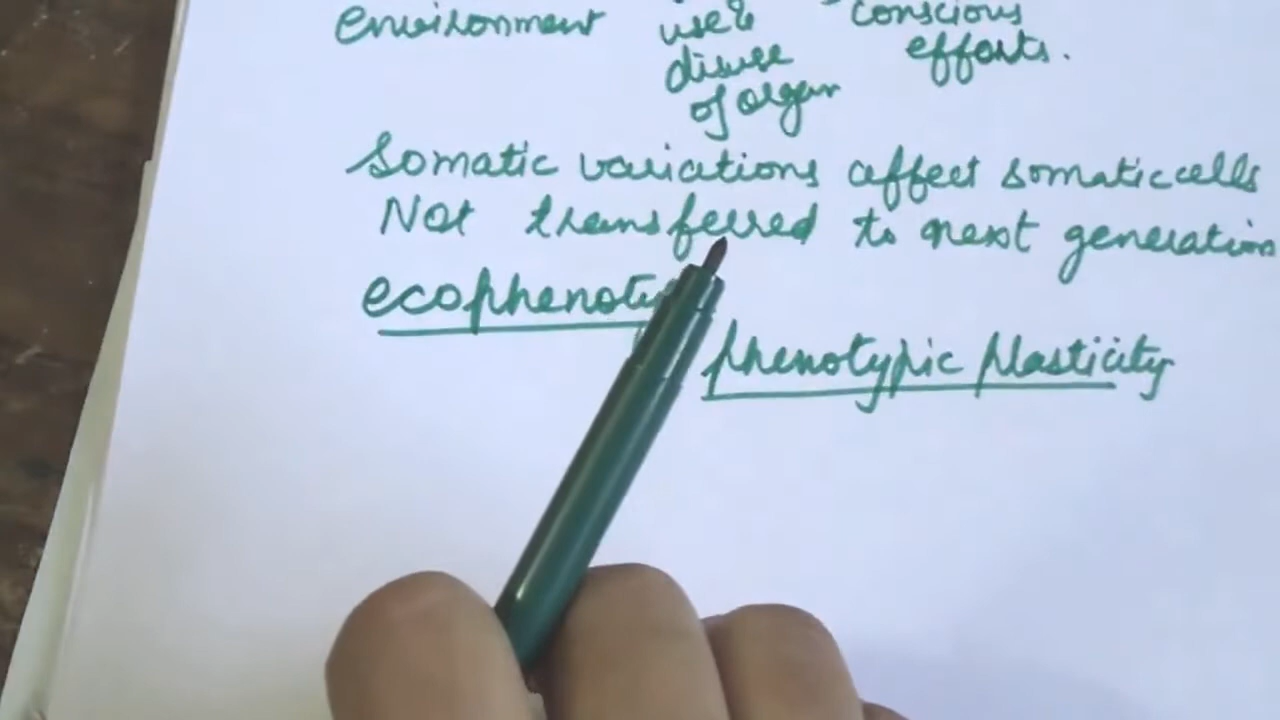 environment use & conscious
disuse efforts.
of organ
Somatic variations affect somatic cells
Not transferred to next generation
phenotypic plasticity